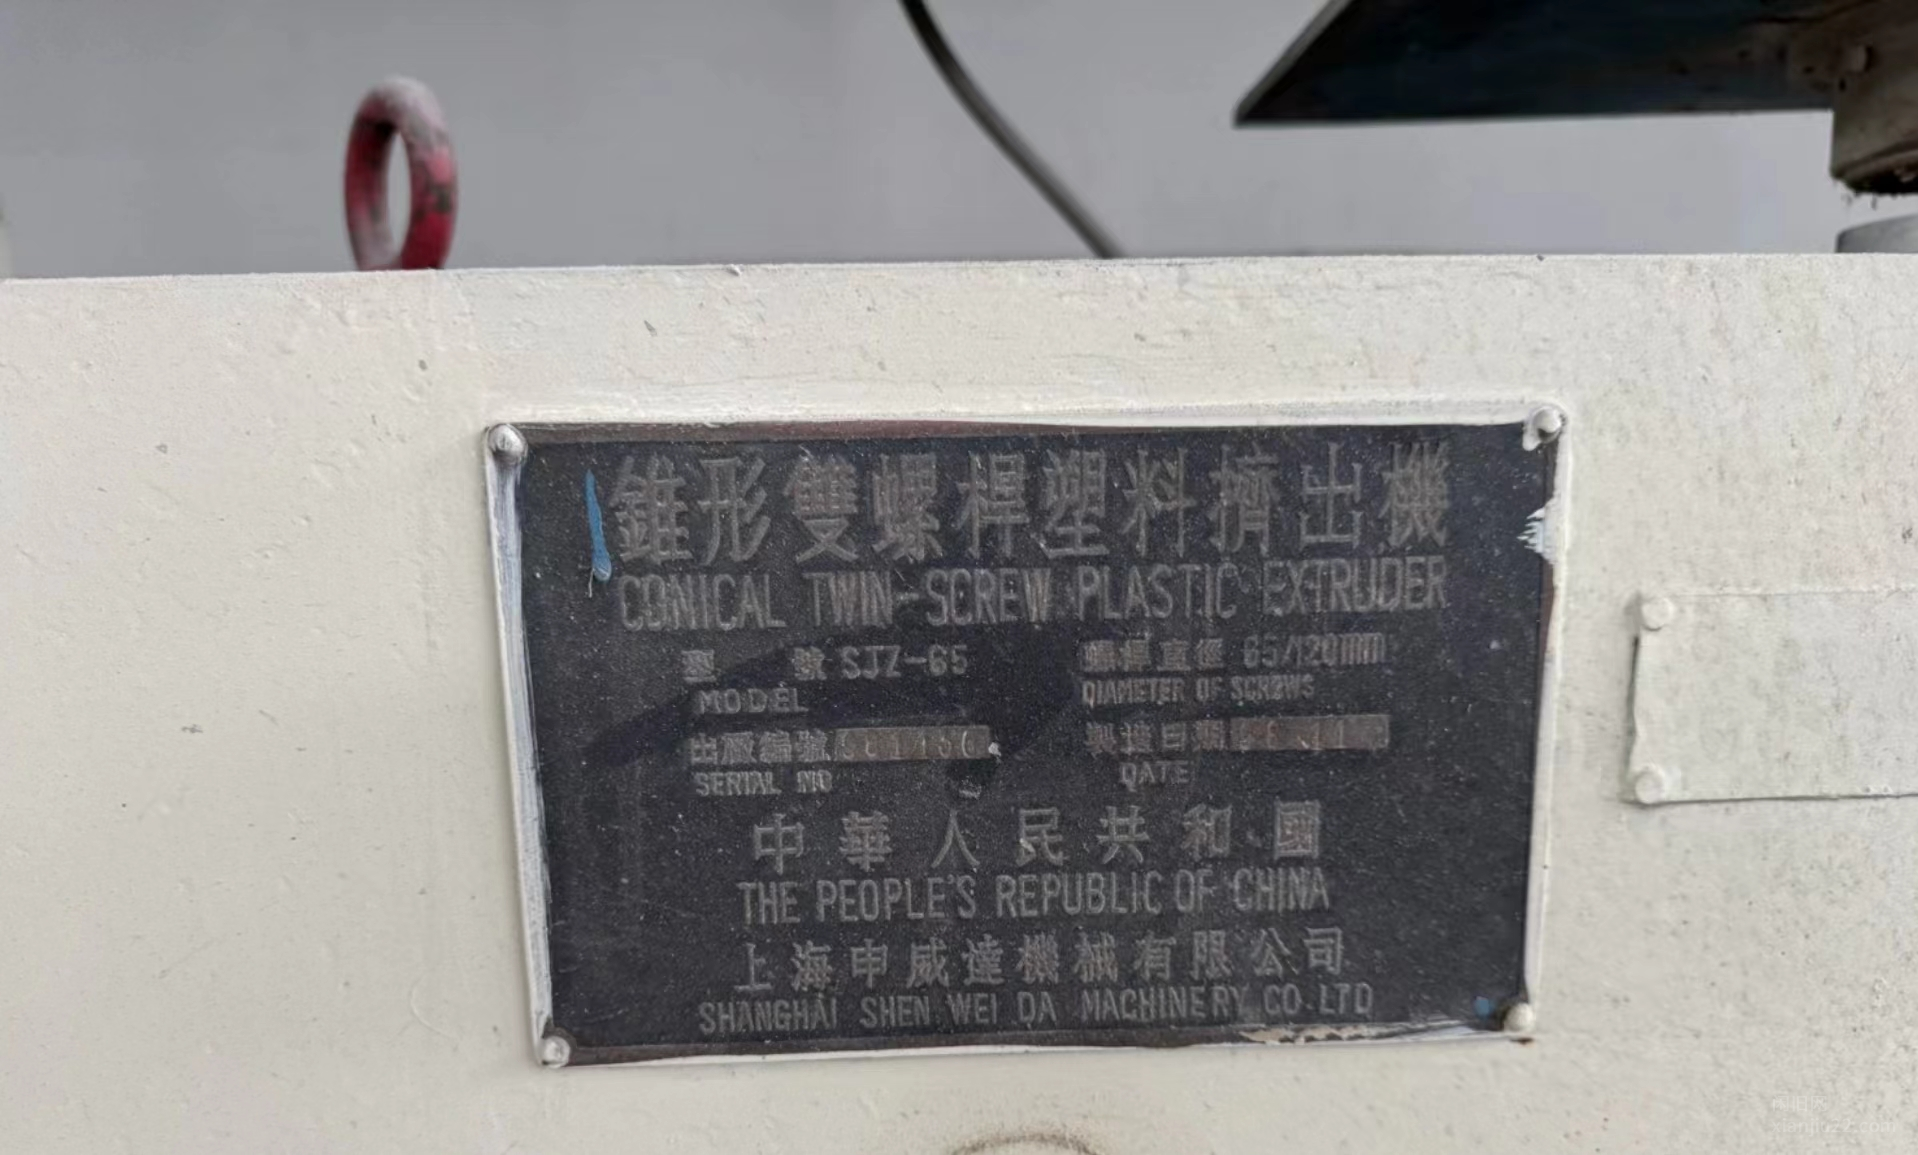 錐形雙螺桿塑料擠出機
CONICAL TWIN-SCREW PLASTIC EXTRUDER
型 號 SJZ-65
MODEL
螺桿直徑 65/120mm
DIAMETER OF SCREWS
出廠編號
SERIAL NO
製造日期
DATE
中華人民共和國
THE PEOPLE'S REPUBLIC OF CHINA
上海申威達機械有限公司
SHANGHAI SHEN WEI DA MACHINERY CO.LTD